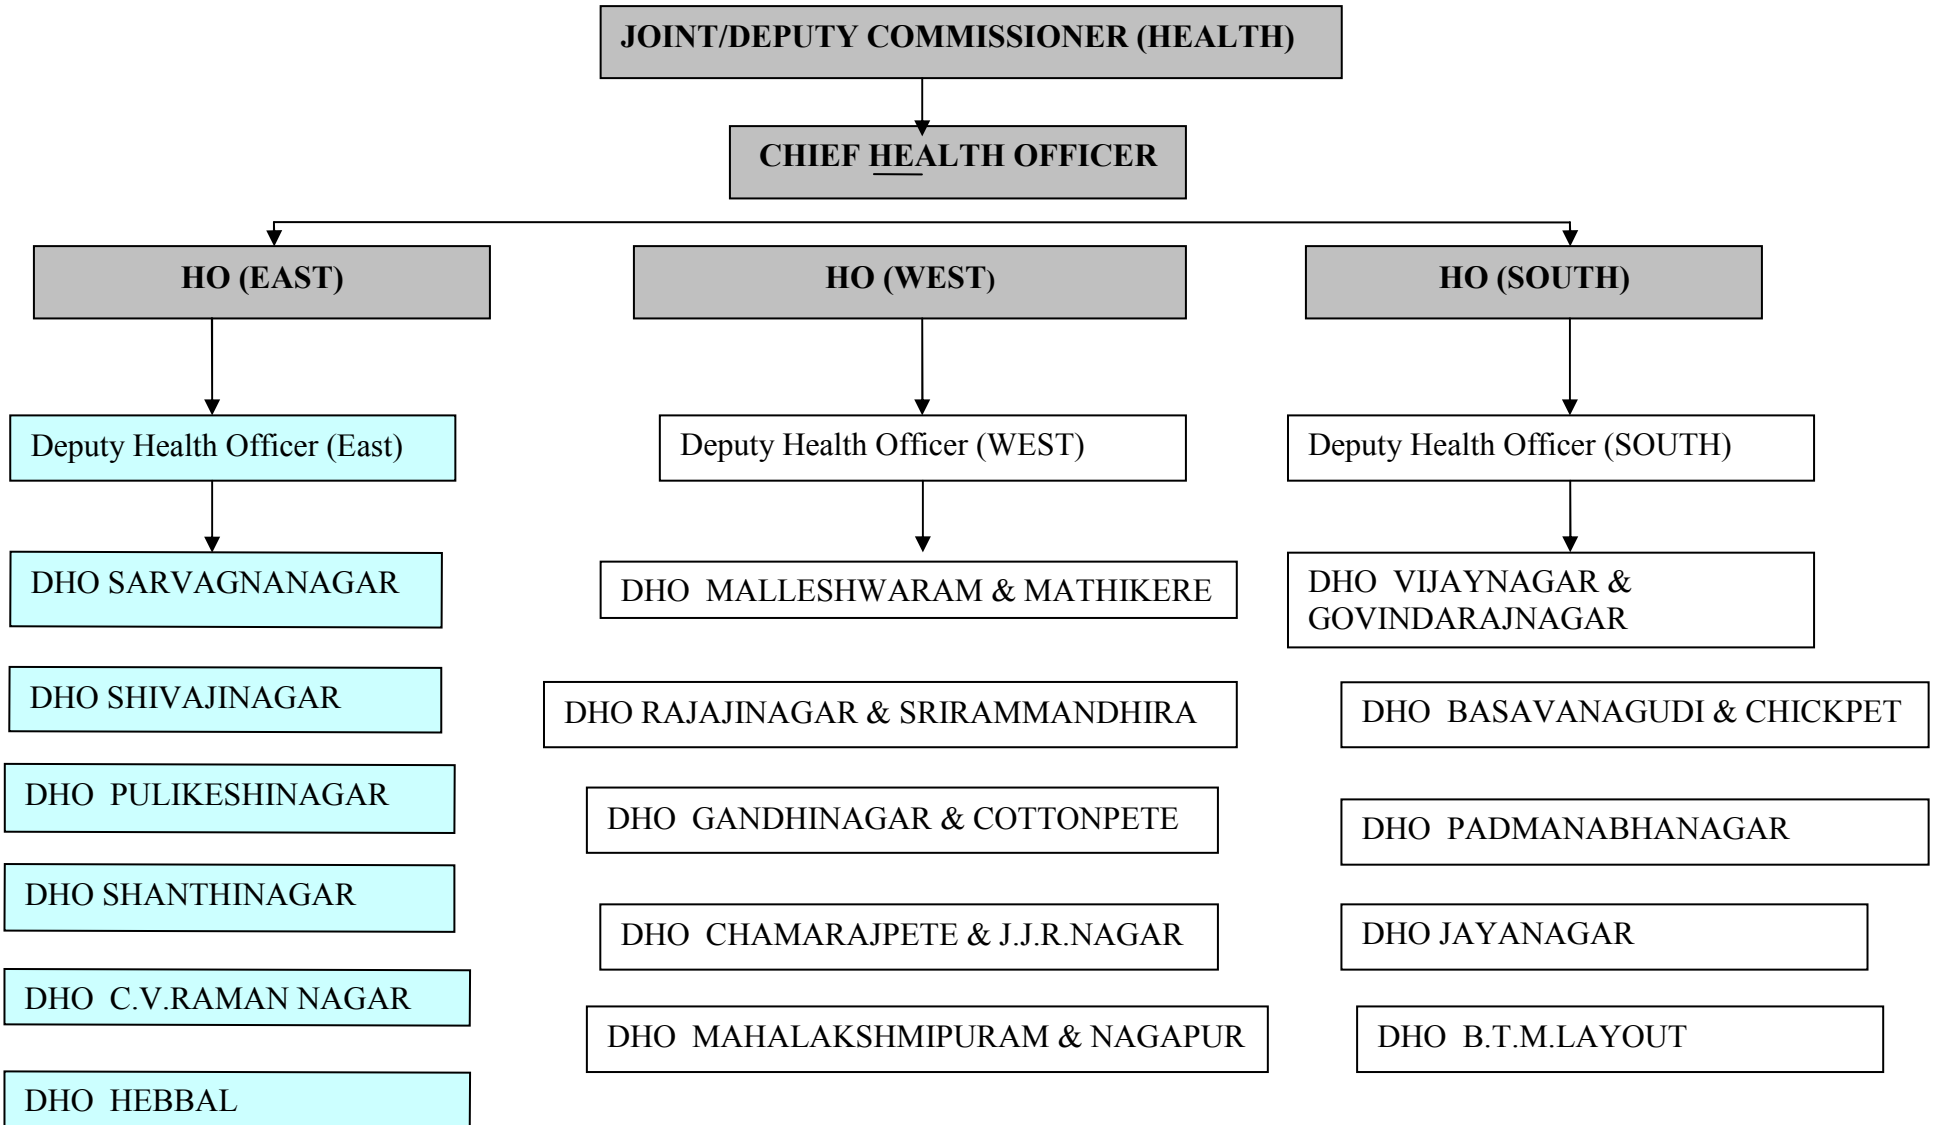 JOINT/DEPUTY COMMISSIONER (HEALTH)
CHIEF HEALTH OFFICER
HO (EAST)
HO (WEST)
HO (SOUTH)
Deputy Health Officer (East)
Deputy Health Officer (WEST)
Deputy Health Officer (SOUTH)
DHO SARVAGNANAGAR
DHO MALLESHWARAM & MATHIKERE
DHO VIJAYNAGAR &
GOVINDARAJNAGAR
DHO SHIVAJINAGAR
DHO RAJAJINAGAR & SRIRAMMANDHIRA
DHO BASAVANAGUDI & CHICKPET
DHO PULIKESHINAGAR
DHO GANDHINAGAR & COTTONPETE
DHO PADMANABHANAGAR
DHO SHANTHINAGAR
DHO CHAMARAJPETE & J.J.R.NAGAR
DHO JAYANAGAR
DHO C.V.RAMAN NAGAR
DHO MAHALAKSHMIPURAM & NAGAPUR
DHO B.T.M.LAYOUT
DHO HEBBAL